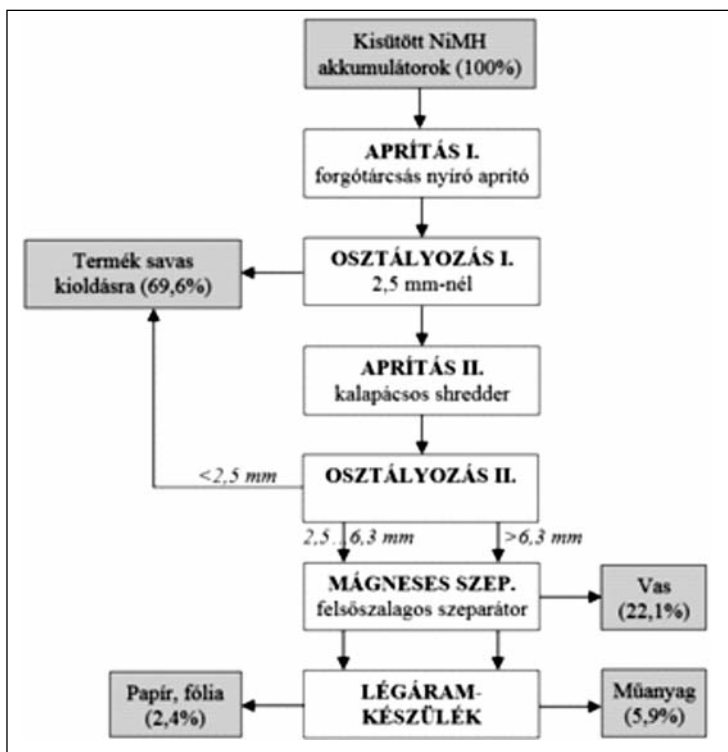 Kisütött NiMH
akkumulátorok (100%)
APRÍTÁS I.
forgótárcsás nyíró aprító
Termék savas
kioldásra (69,6%)
OSZTÁLYOZÁS I.
2,5 mm-nél
APRÍTÁS II.
kalapácsos shredder
<2,5 mm
OSZTÁLYOZÁS II.
2,5…6,3 mm
>6,3 mm
MÁGNESES SZEP.
felsőszalagos szeparátor
Vas
(22,1%)
Papír, fólia
(2,4%)
LÉGÁRAM-
KÉSZÜLÉK
Műanyag
(5,9%)